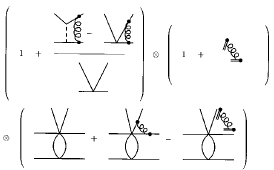 ( 1 + − ) ⊗ ( 1 + )
⊗ ( + − )